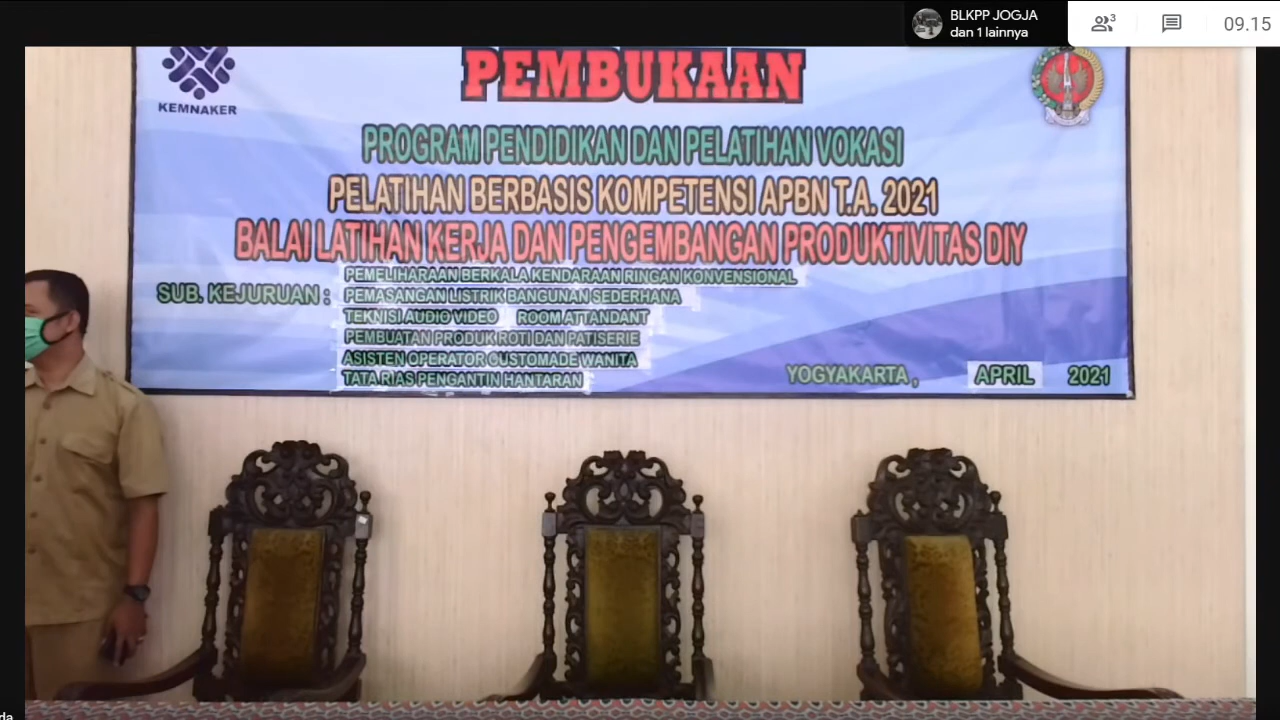 BLKPP JOGJA
dan 1 lainnya
3
09.15
KEMNAKER
PEMBUKAAN
PROGRAM PENDIDIKAN DAN PELATIHAN VOKASI
PELATIHAN BERBASIS KOMPETENSI APBN T.A. 2021
BALAI LATIHAN KERJA DAN PENGEMBANGAN PRODUKTIVITAS DIY
SUB. KEJURUAN :
PEMELIHARAAN BERKALA KENDARAAN RINGAN KONVENSIONAL
PEMASANGAN LISTRIK BANGUNAN SEDERHANA
TEKNISI AUDIO VIDEO ROOM ATTANDANT
PEMBUATAN PRODUK ROTI DAN PATISERIE
ASISTEN OPERATOR CUSTOMADE WANITA
TATA RIAS PENGANTIN HANTARAN
YOGYAKARTA, APRIL 2021